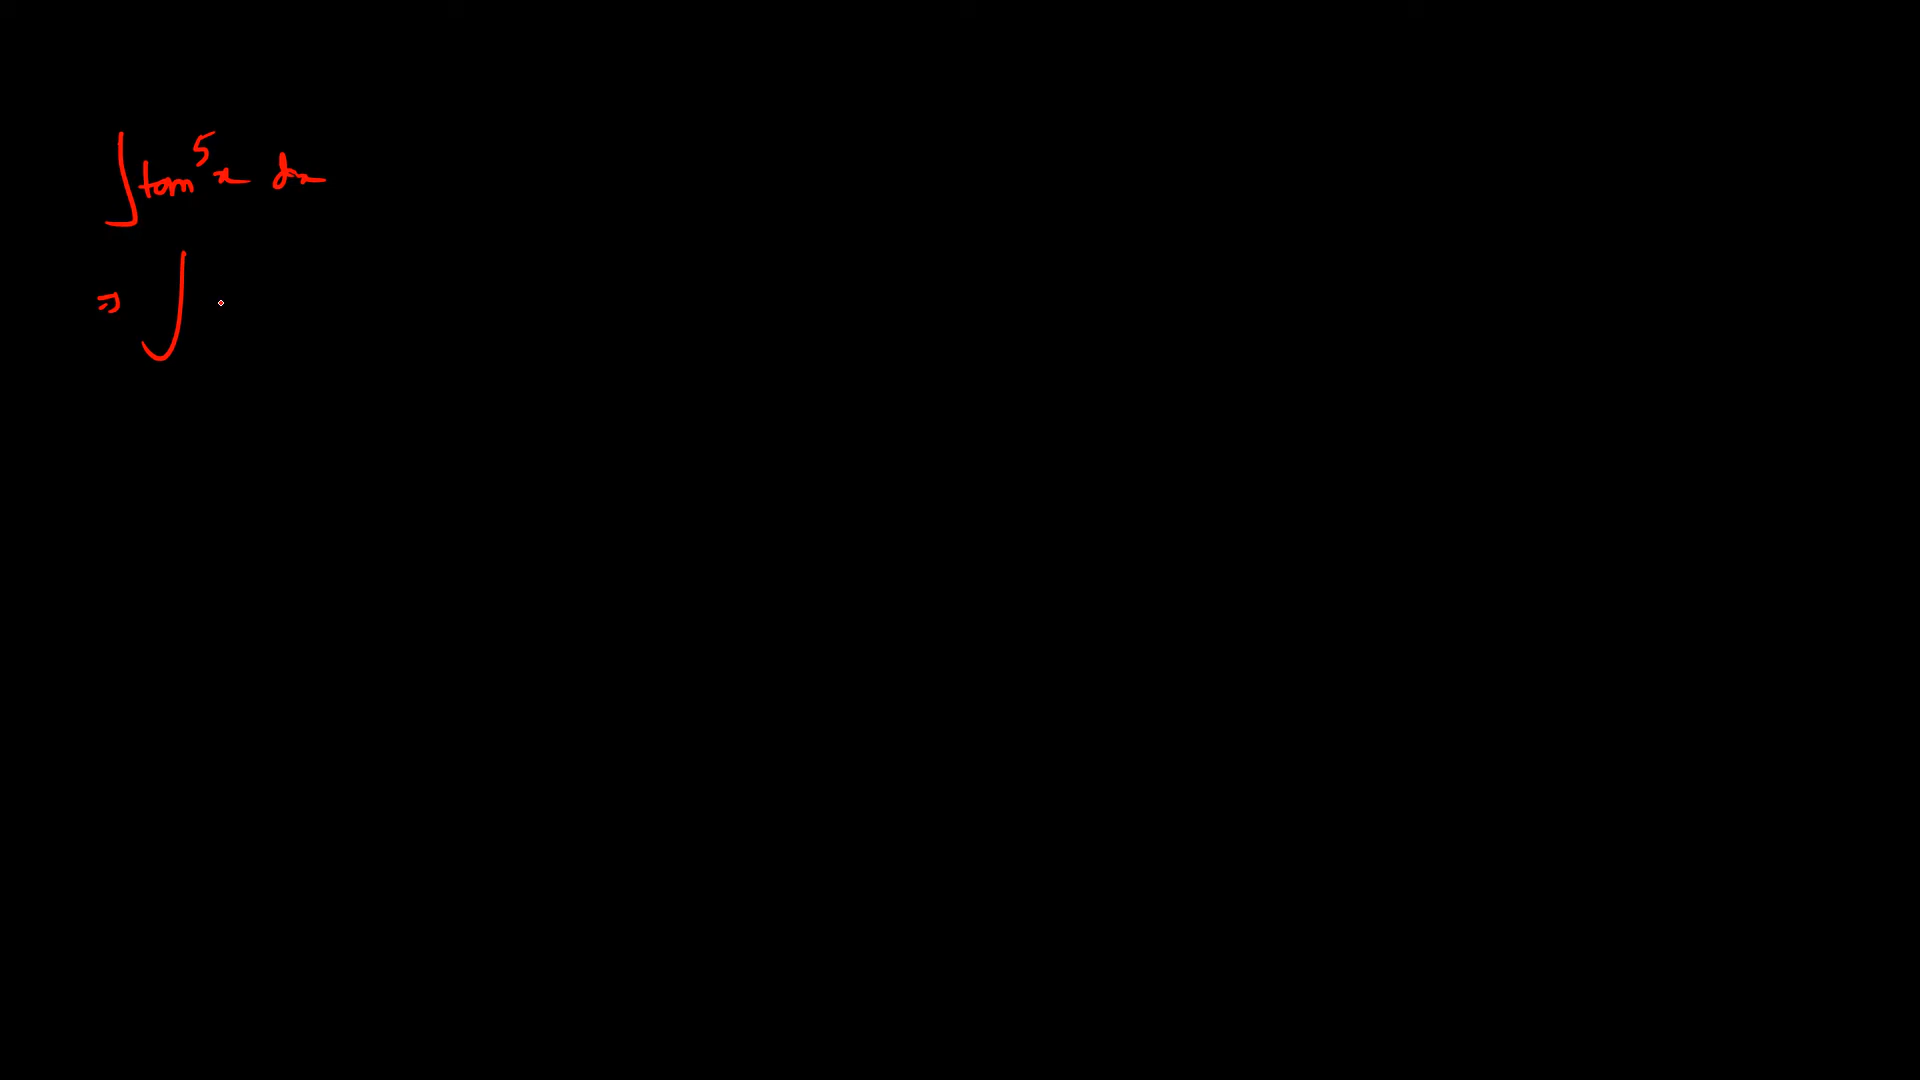 ∫tan⁵x dx
⇒ ∫